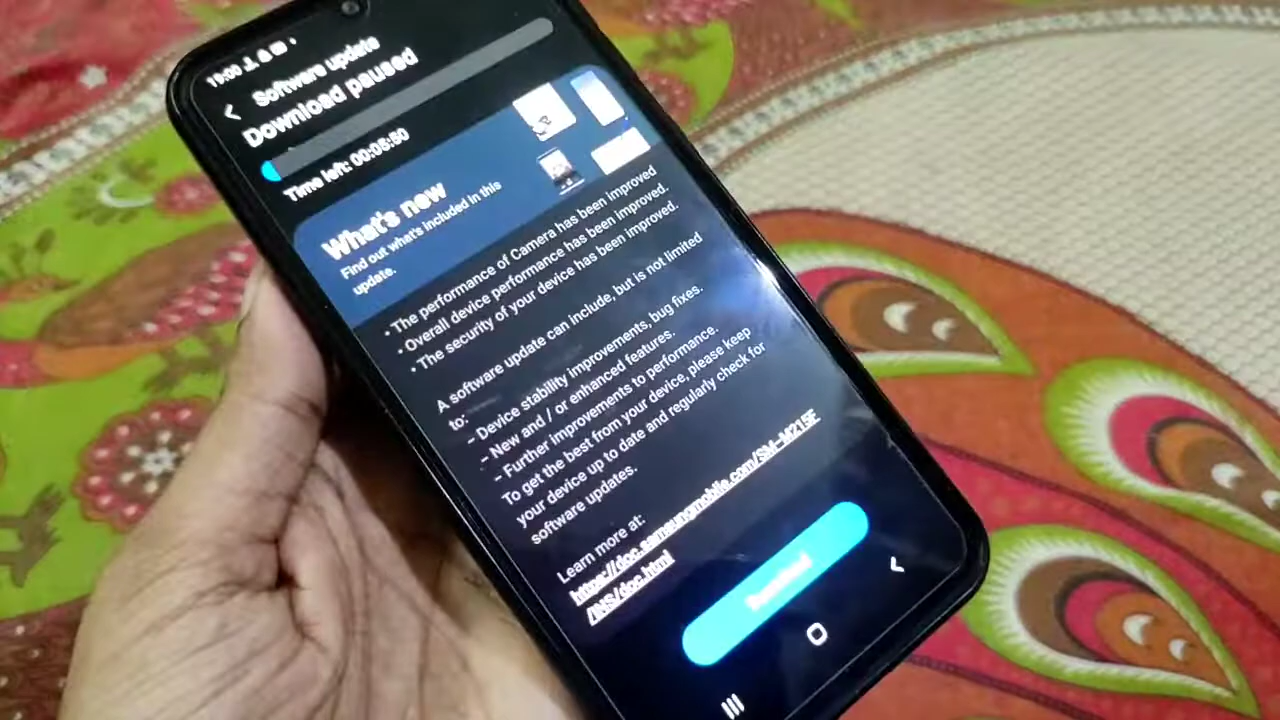 Software update
Download paused
Time left: 00:05:50
What's new
Find out what's included in this
update.
• The performance of Camera has been improved
• Overall device performance has been improved.
• The security of your device has been improved.
A software update can include, but is not limited
to:
– Device stability improvements, bug fixes.
– New and / or enhanced features.
– Further improvements to performance.
To get the best from your device, please keep
your device up to date and regularly check for
software updates.
Learn more at:
https://doc.samsungmobile.com/SM-M215F
/INS/doc.html